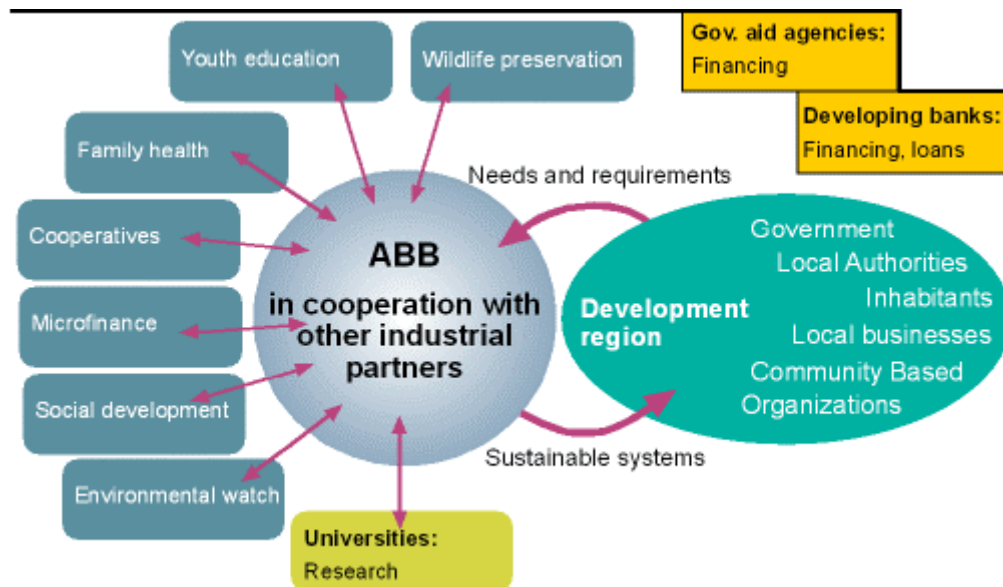 Youth education
Wildlife preservation
Gov. aid agencies:
Financing
Developing banks:
Financing, loans
Family health
Cooperatives
Microfinance
Social development
Environmental watch
Needs and requirements
ABB
in cooperation with
other industrial
partners
Development
region
Government
Local Authorities
Inhabitants
Local businesses
Community Based
Organizations
Sustainable systems
Universities:
Research